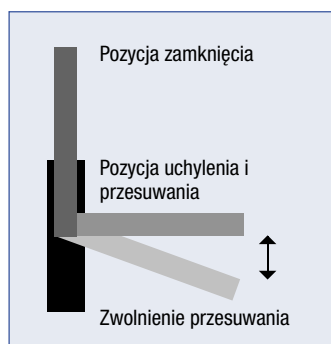 Pozycja zamknięcia
Pozycja uchylenia i
przesuwania
Zwolnienie przesuwania